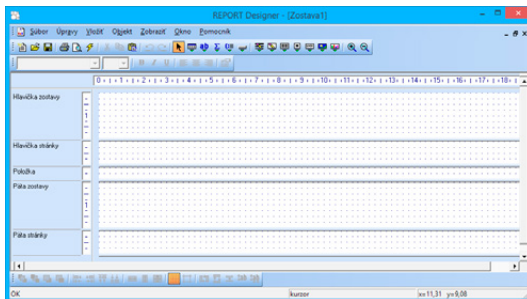 REPORT Designer - [Zostava1]
Súbor Úpravy Vložiť Objekt Zobraziť Okno Pomocník
B / U
0 1 2 3 4 5 6 7 8 9 10 11 12 13 14 15 16 17 18
Hlavička zostavy
1
Hlavička stránky
Položka
Päta zostavy
1
Päta stránky
OK kurzor x=11,31 y=9,08